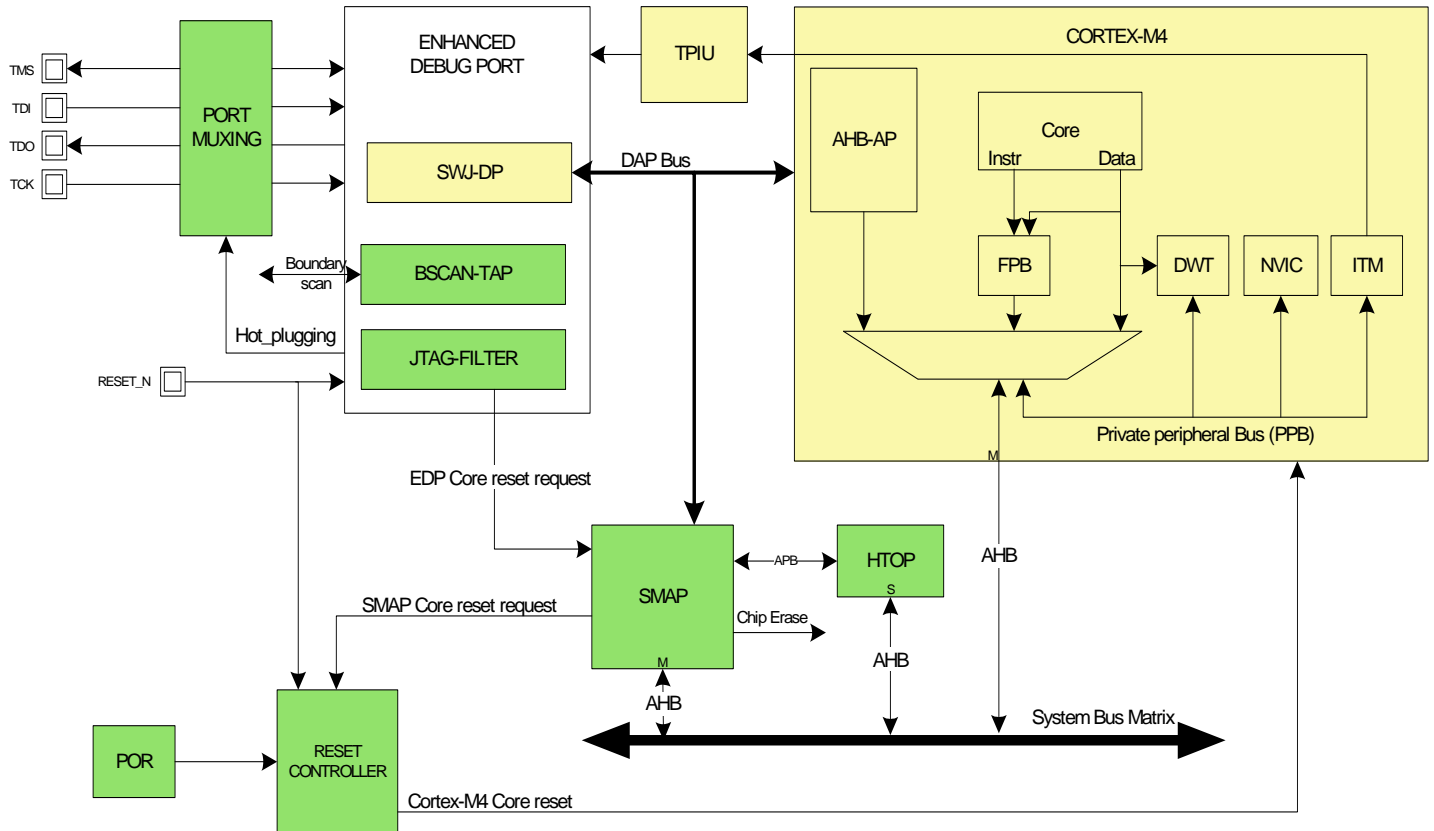 TMS
TDI
TDO
TCK
PORT
MUXING
ENHANCED
DEBUG PORT
SWJ-DP
BSCAN-TAP
JTAG-FILTER
Boundary
scan
Hot_plugging
RESET_N
TPIU
DAP Bus
CORTEX-M4
AHB-AP
Core
Instr
Data
FPB
DWT
NVIC
ITM
Private peripheral Bus (PPB)
M
EDP Core reset request
SMAP
M
APB
HTOP
S
SMAP Core reset request
Chip Erase
AHB
AHB
AHB
System Bus Matrix
POR
RESET
CONTROLLER
Cortex-M4 Core reset